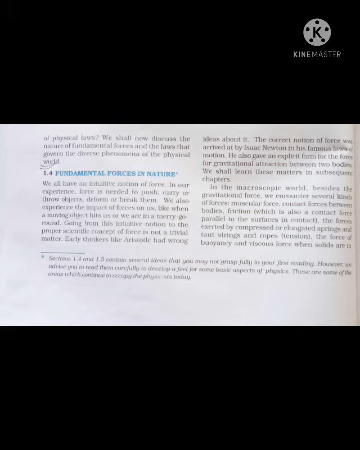 KINEMASTER
of physical laws? We shall now discuss the
nature of fundamental forces and the laws that
govern the diverse phenomena of the physical
world.
1.4 FUNDAMENTAL FORCES IN NATURE*
We all have an intuitive notion of force. In our
experience, force is needed to push, carry or
throw objects, deform or break them. We also
experience the impact of forces on us, like when
a moving object hits us or we are in a merry-go-
round. Going from this intuitive notion to the
proper scientific concept of force is not a trivial
matter. Early thinkers like Aristotle had wrong
ideas about it. The correct notion of force was
arrived at by Isaac Newton in his famous laws of
motion. He also gave an explicit form for the force
for gravitational attraction between two bodies.
We shall learn these matters in subsequent
chapters.
In the macroscopic world, besides the
gravitational force, we encounter several kinds
of forces: muscular force, contact forces between
bodies, friction (which is also a contact force
parallel to the surfaces in contact), the forces
exerted by compressed or elongated springs and
taut strings and ropes (tension), the force of
buoyancy and viscous force when solids are in
* Sections 1.4 and 1.5 contain several ideas that you may not grasp fully in your first reading. However, we
advise you to read them carefully to develop a feel for some basic aspects of physics. These are some of the
areas which continue to occupy the physicists today.